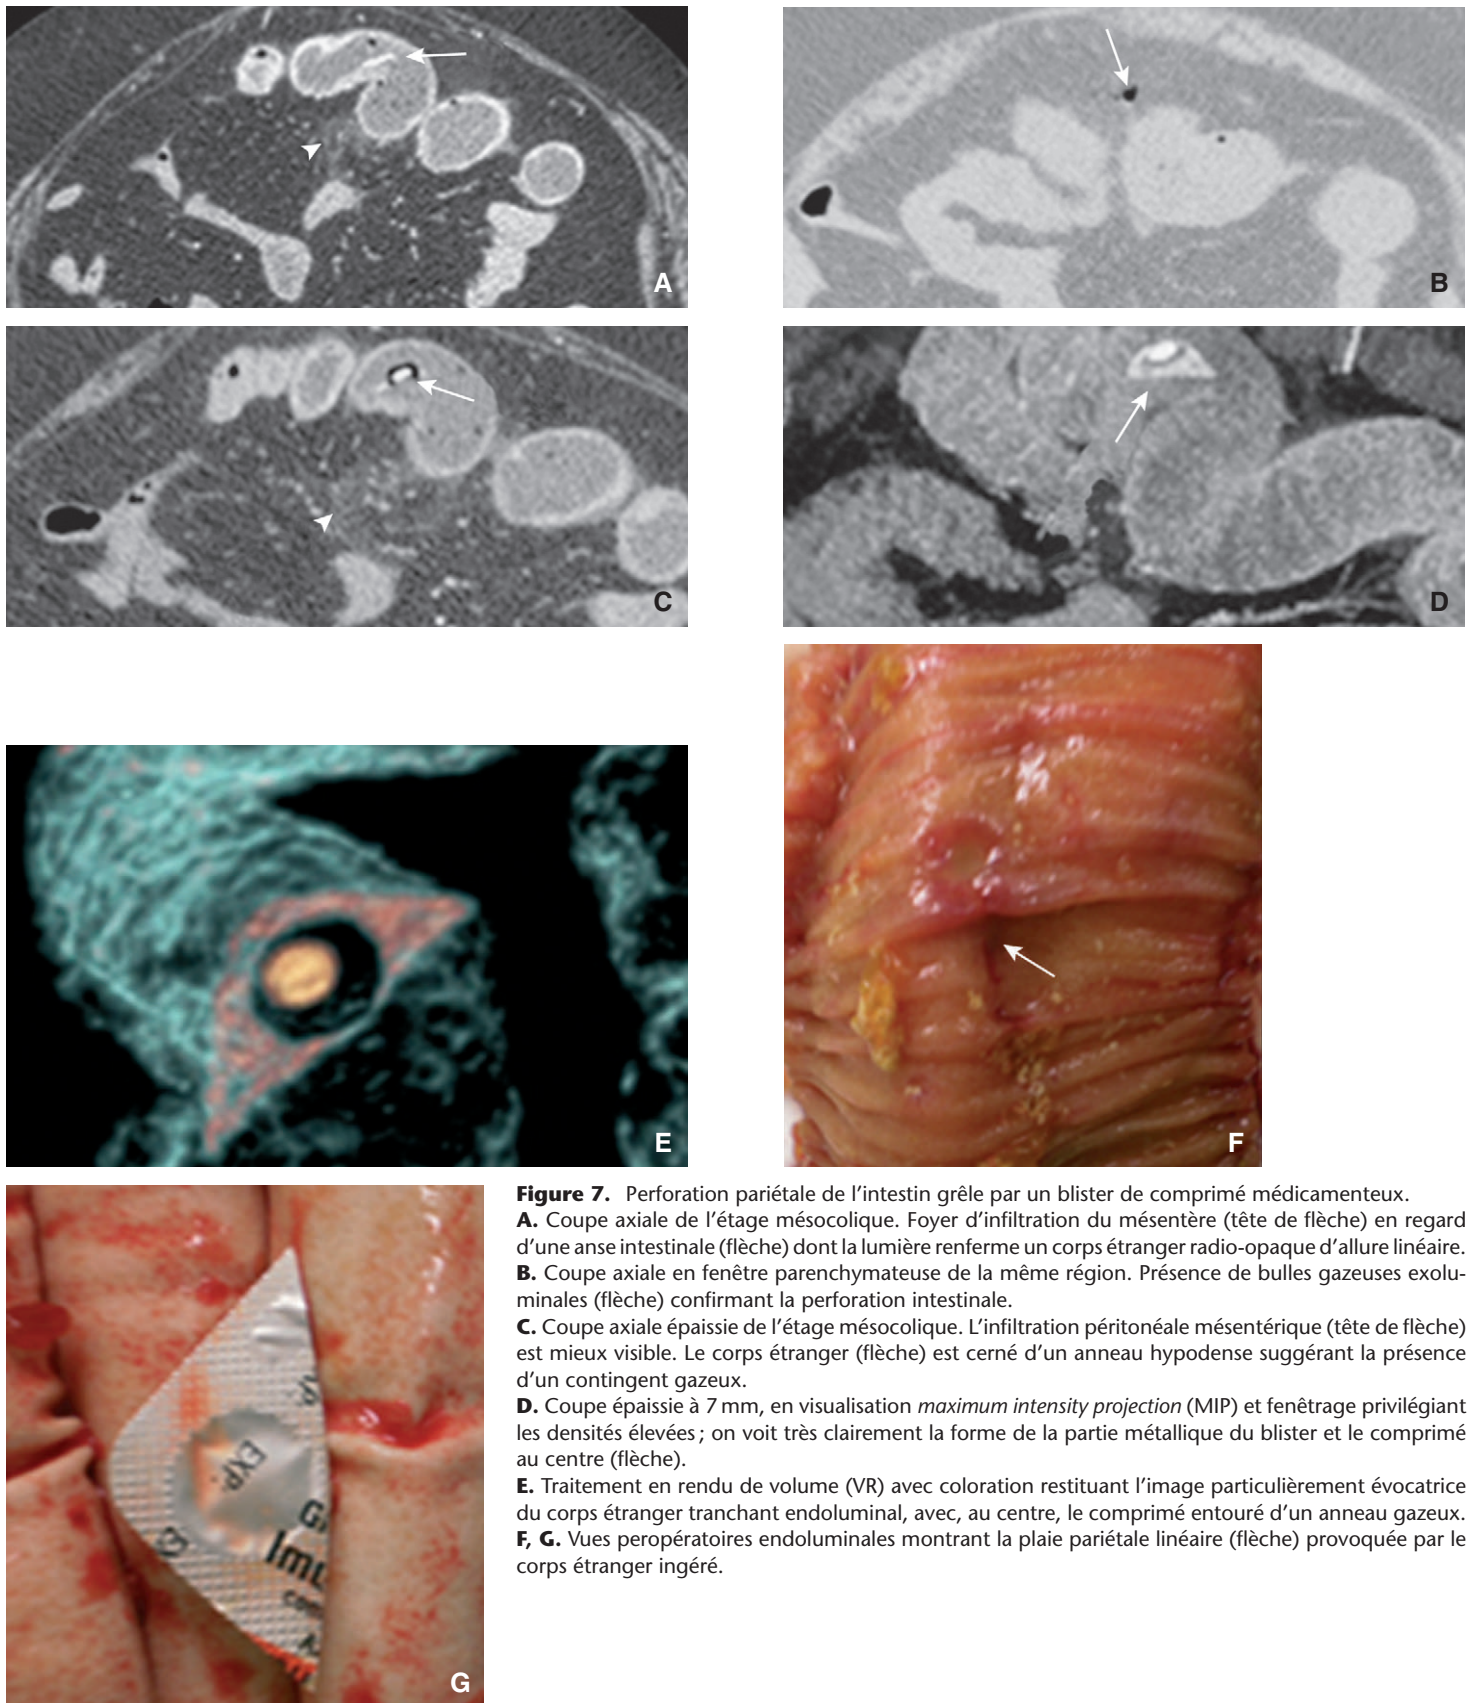 A
B
C
D
E
F
G
EXP.
EXP.
Figure 7. Perforation pariétale de l’intestin grêle par un blister de comprimé médicamenteux.
A. Coupe axiale de l’étage mésocolique. Foyer d’infiltration du mésentère (tête de flèche) en regard
d’une anse intestinale (flèche) dont la lumière renferme un corps étranger radio-opaque d’allure linéaire.
B. Coupe axiale en fenêtre parenchymateuse de la même région. Présence de bulles gazeuses exolu-
minales (flèche) confirmant la perforation intestinale.
C. Coupe axiale épaissie de l’étage mésocolique. L’infiltration péritonéale mésentérique (tête de flèche)
est mieux visible. Le corps étranger (flèche) est cerné d’un anneau hypodense suggérant la présence
d’un contingent gazeux.
D. Coupe épaissie à 7 mm, en visualisation maximum intensity projection (MIP) et fenêtrage privilégiant
les densités élevées ; on voit très clairement la forme de la partie métallique du blister et le comprimé
au centre (flèche).
E. Traitement en rendu de volume (VR) avec coloration restituant l’image particulièrement évocatrice
du corps étranger tranchant endoluminal, avec, au centre, le comprimé entouré d’un anneau gazeux.
F, G. Vues peropératoires endoluminales montrant la plaie pariétale linéaire (flèche) provoquée par le
corps étranger ingéré.